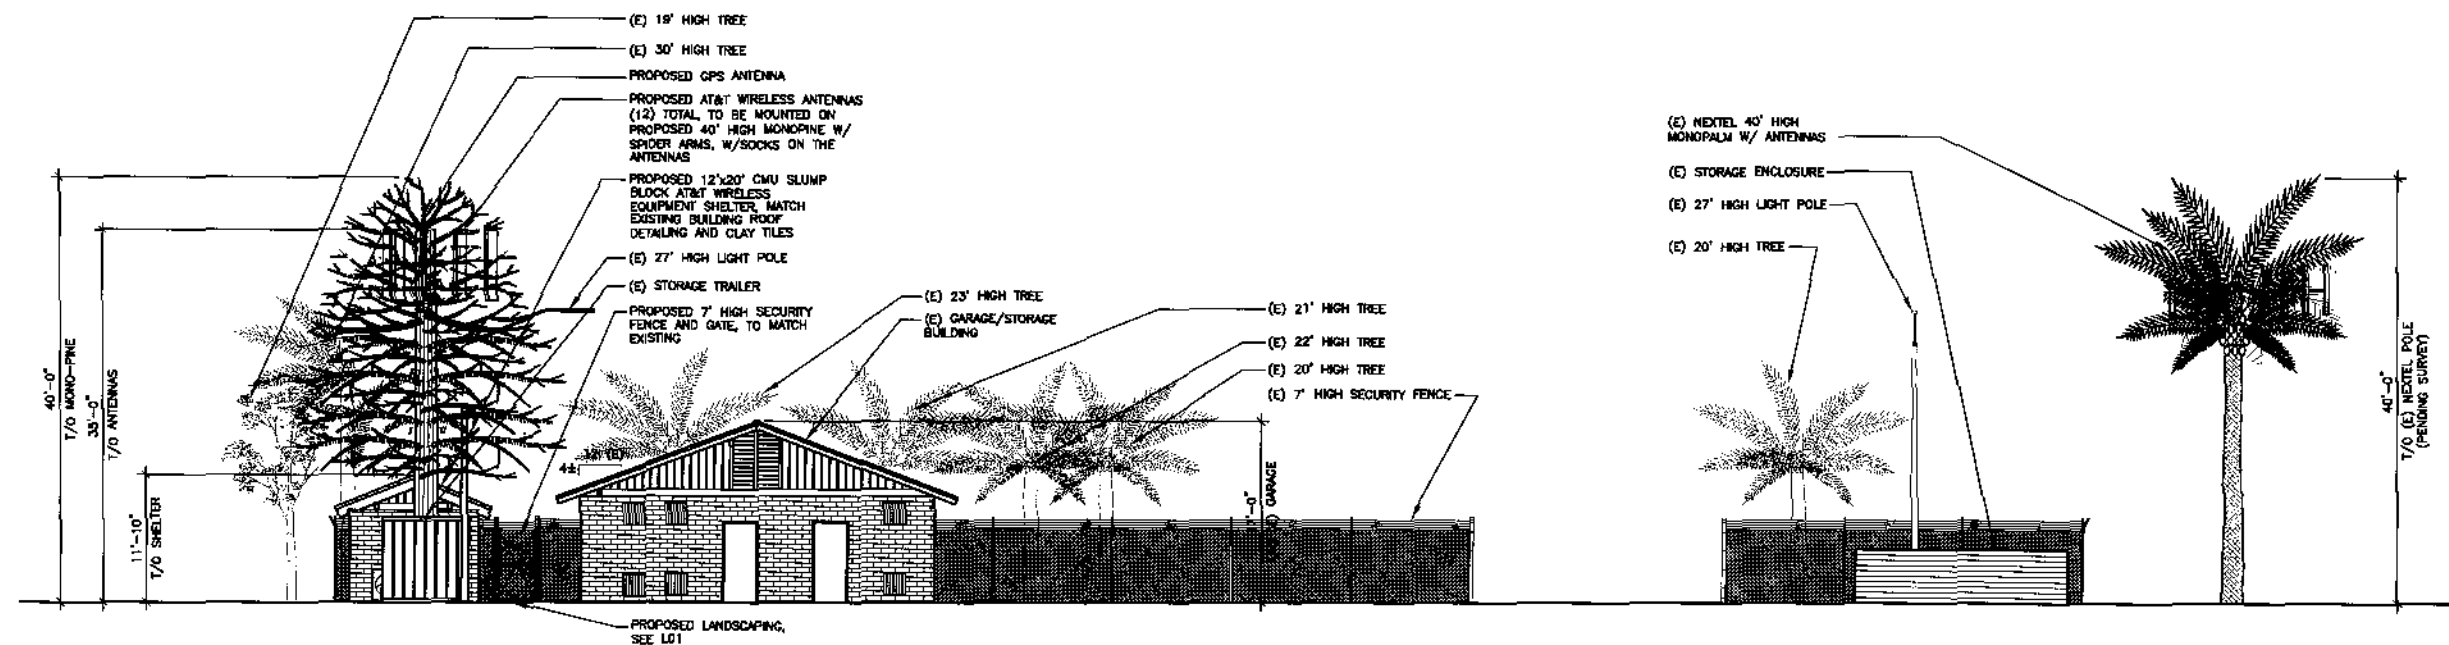 (E) 19' HIGH TREE
(E) 30' HIGH TREE
PROPOSED GPS ANTENNA
PROPOSED AT&T WIRELESS ANTENNAS
(12) TOTAL, TO BE MOUNTED ON
PROPOSED 40' HIGH MONOPINE W/
SPIDER ARMS, W/SOCKS ON THE
ANTENNAS
PROPOSED 12'x20' CMU SLUMP
BLOCK AT&T WIRELESS
EQUIPMENT SHELTER, MATCH
EXISTING BUILDING ROOF
DETAILING AND CLAY TILES
(E) 27' HIGH LIGHT POLE
(E) STORAGE TRAILER
PROPOSED 7' HIGH SECURITY
FENCE AND GATE, TO MATCH
EXISTING
(E) 23' HIGH TREE
(E) GARAGE/STORAGE
BUILDING
(E) 21' HIGH TREE
(E) 22' HIGH TREE
(E) 20' HIGH TREE
(E) 7' HIGH SECURITY FENCE
(E) NEXTEL 40' HIGH
MONOPALM W/ ANTENNAS
(E) STORAGE ENCLOSURE
(E) 27' HIGH LIGHT POLE
(E) 20' HIGH TREE
40'-0"
T/O MONO-PINE
35'-0"
T/O ANTENNAS
11'-10"
T/O SHELTER
4±
12 (E)
GARAGE
40'-0"
T/O (E) NEXTEL POLE
(PENDING SURVEY)
PROPOSED LANDSCAPING,
SEE L01